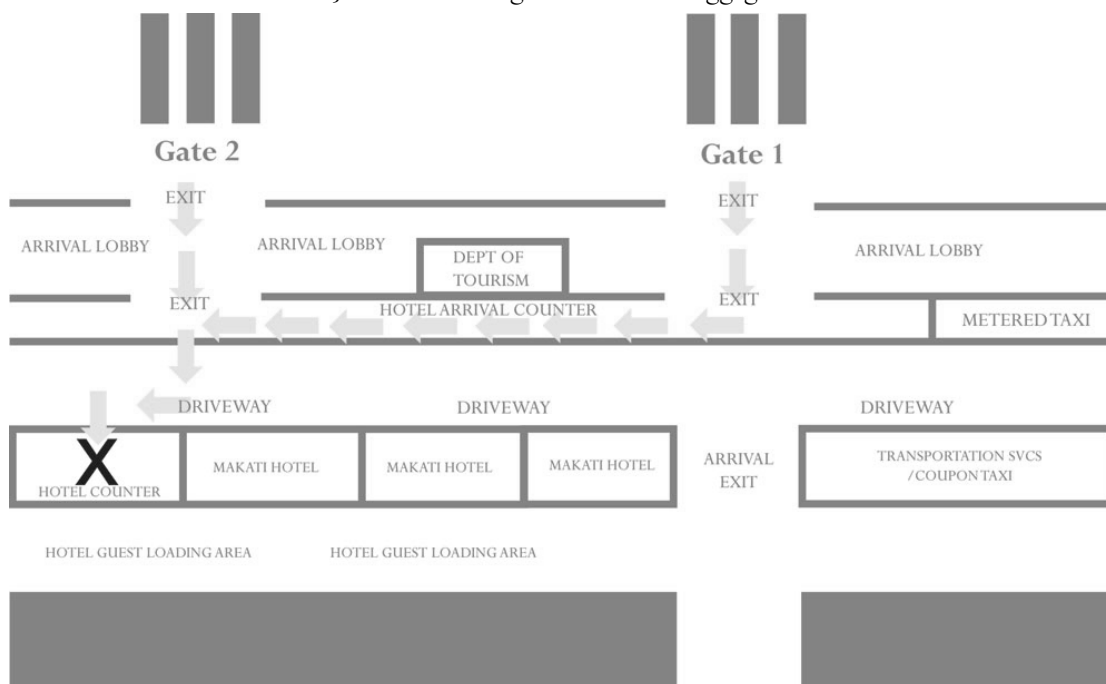 Gate 2
Gate 1
EXIT
EXIT
ARRIVAL LOBBY
ARRIVAL LOBBY
DEPT OF
TOURISM
ARRIVAL LOBBY
EXIT
HOTEL ARRIVAL COUNTER
EXIT
METERED TAXI
DRIVEWAY
DRIVEWAY
DRIVEWAY
X
HOTEL COUNTER
MAKATI HOTEL
MAKATI HOTEL
MAKATI HOTEL
ARRIVAL
EXIT
TRANSPORTATION SVCS
/COUPON TAXI
HOTEL GUEST LOADING AREA
HOTEL GUEST LOADING AREA